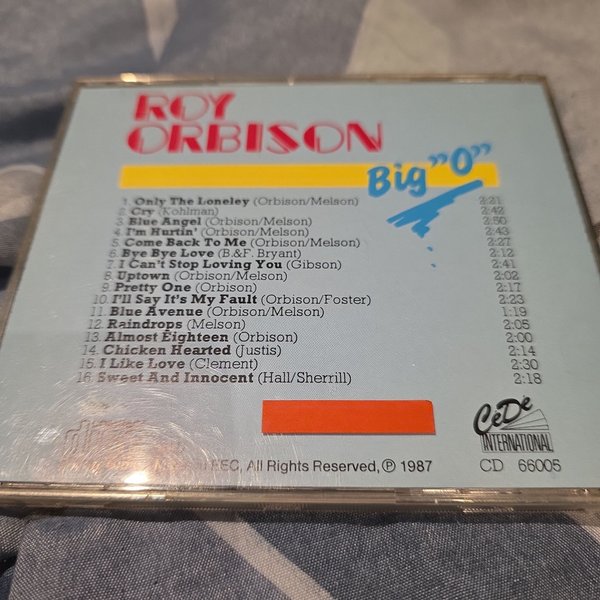 ROY
ORBISON
Big "O"
1. Only The Loneley (Orbison/Melson) 2:21
2. Cry (Kohlman) 2:42
3. Blue Angel (Orbison/Melson) 2:50
4. I'm Hurtin' (Orbison/Melson) 2:43
5. Come Back To Me (Orbison/Melson) 2:27
6. Bye Bye Love (B.&F. Bryant) 2:12
7. I Can't Stop Loving You (Gibson) 2:41
8. Uptown (Orbison/Melson) 2:02
9. Pretty One (Orbison) 2:17
10. I'll Say It's My Fault (Orbison/Foster) 2:23
11. Blue Avenue (Orbison/Melson) 1:19
12. Raindrops (Melson) 2:05
13. Almost Eighteen (Orbison) 2:00
14. Chicken Hearted (Justis) 2:14
15. I Like Love (Clement) 2:30
16. Sweet And Innocent (Hall/Sherrill) 2:18
CeDe
INTERNATIONAL
EEC, All Rights Reserved, Ⓟ 1987
CD 66005